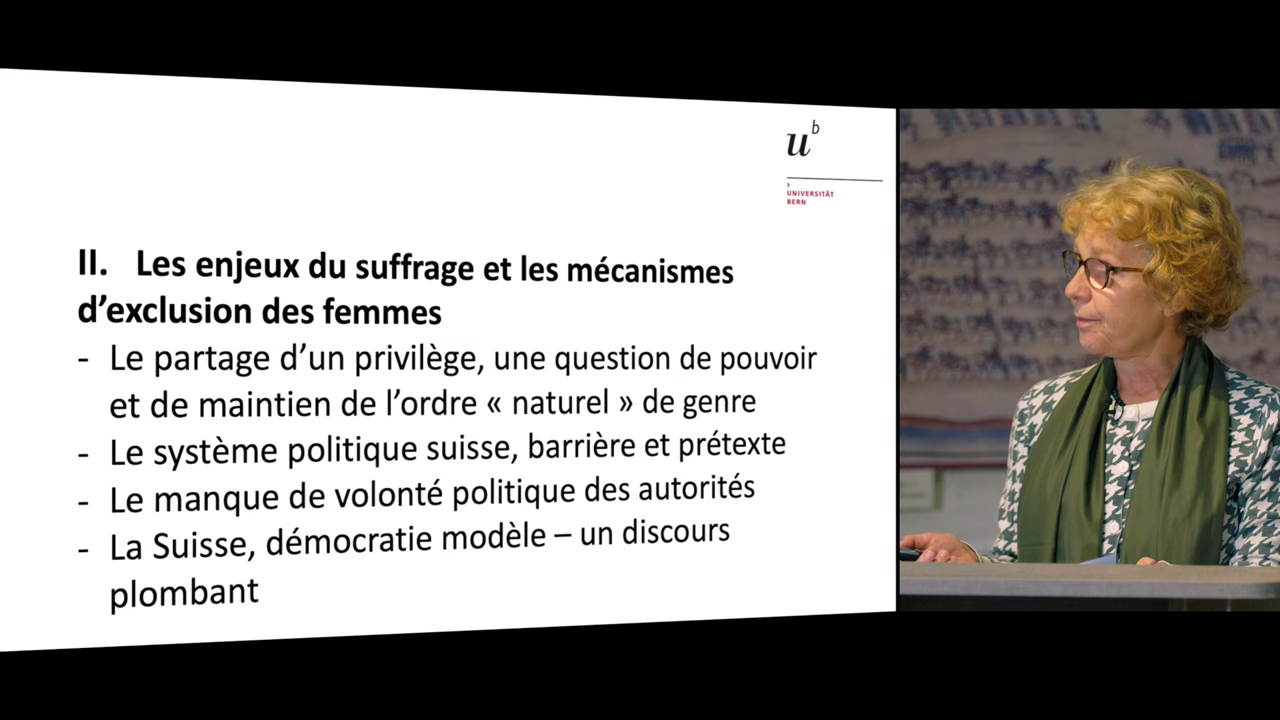 u b
b
UNIVERSITÄT
BERN
II. Les enjeux du suffrage et les mécanismes
d’exclusion des femmes
- Le partage d’un privilège, une question de pouvoir
et de maintien de l’ordre « naturel » de genre
- Le système politique suisse, barrière et prétexte
- Le manque de volonté politique des autorités
- La Suisse, démocratie modèle – un discours
plombant